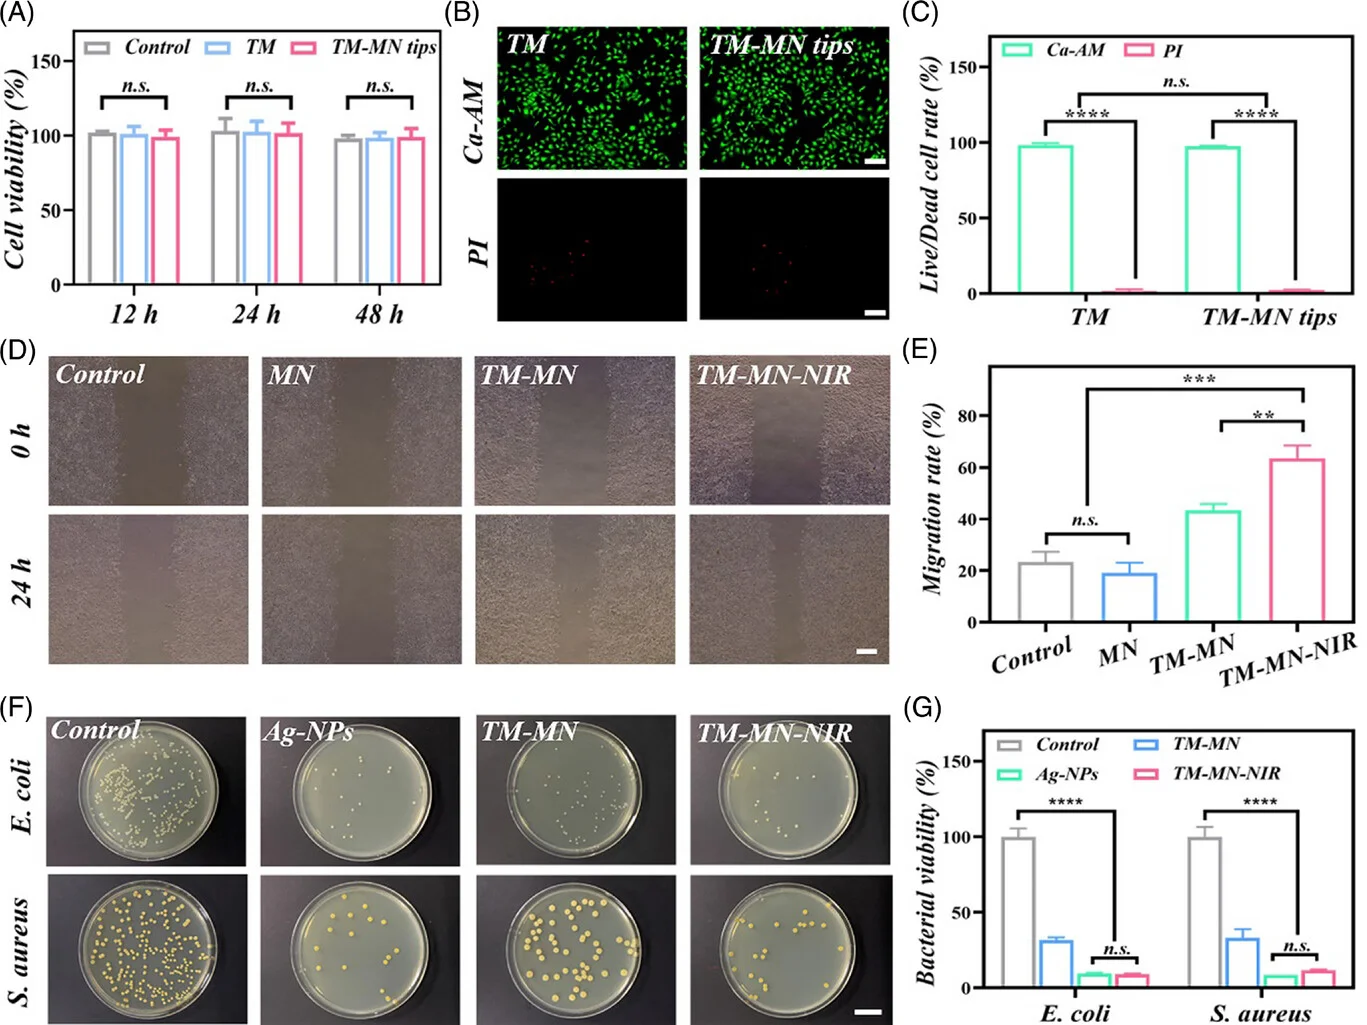 (A)
Cell viability (%)
150
100
50
0
Control TM TM-MN tips
n.s. n.s. n.s.
12 h 24 h 48 h
(B)
TM TM-MN tips
Ca-AM
PI
(C)
Live/Dead cell rate (%)
150
100
50
0
Ca-AM PI
n.s.
**** ****
TM TM-MN tips
(D)
Control MN TM-MN TM-MN-NIR
0 h
24 h
(E)
Migration rate (%)
80
60
40
20
0
***
**
n.s.
Control MN TM-MN TM-MN-NIR
(F)
Control Ag-NPs TM-MN TM-MN-NIR
E. coli
S. aureus
(G)
Bacterial viability (%)
150
100
50
0
Control TM-MN
Ag-NPs TM-MN-NIR
**** ****
n.s. n.s.
E. coli S. aureus